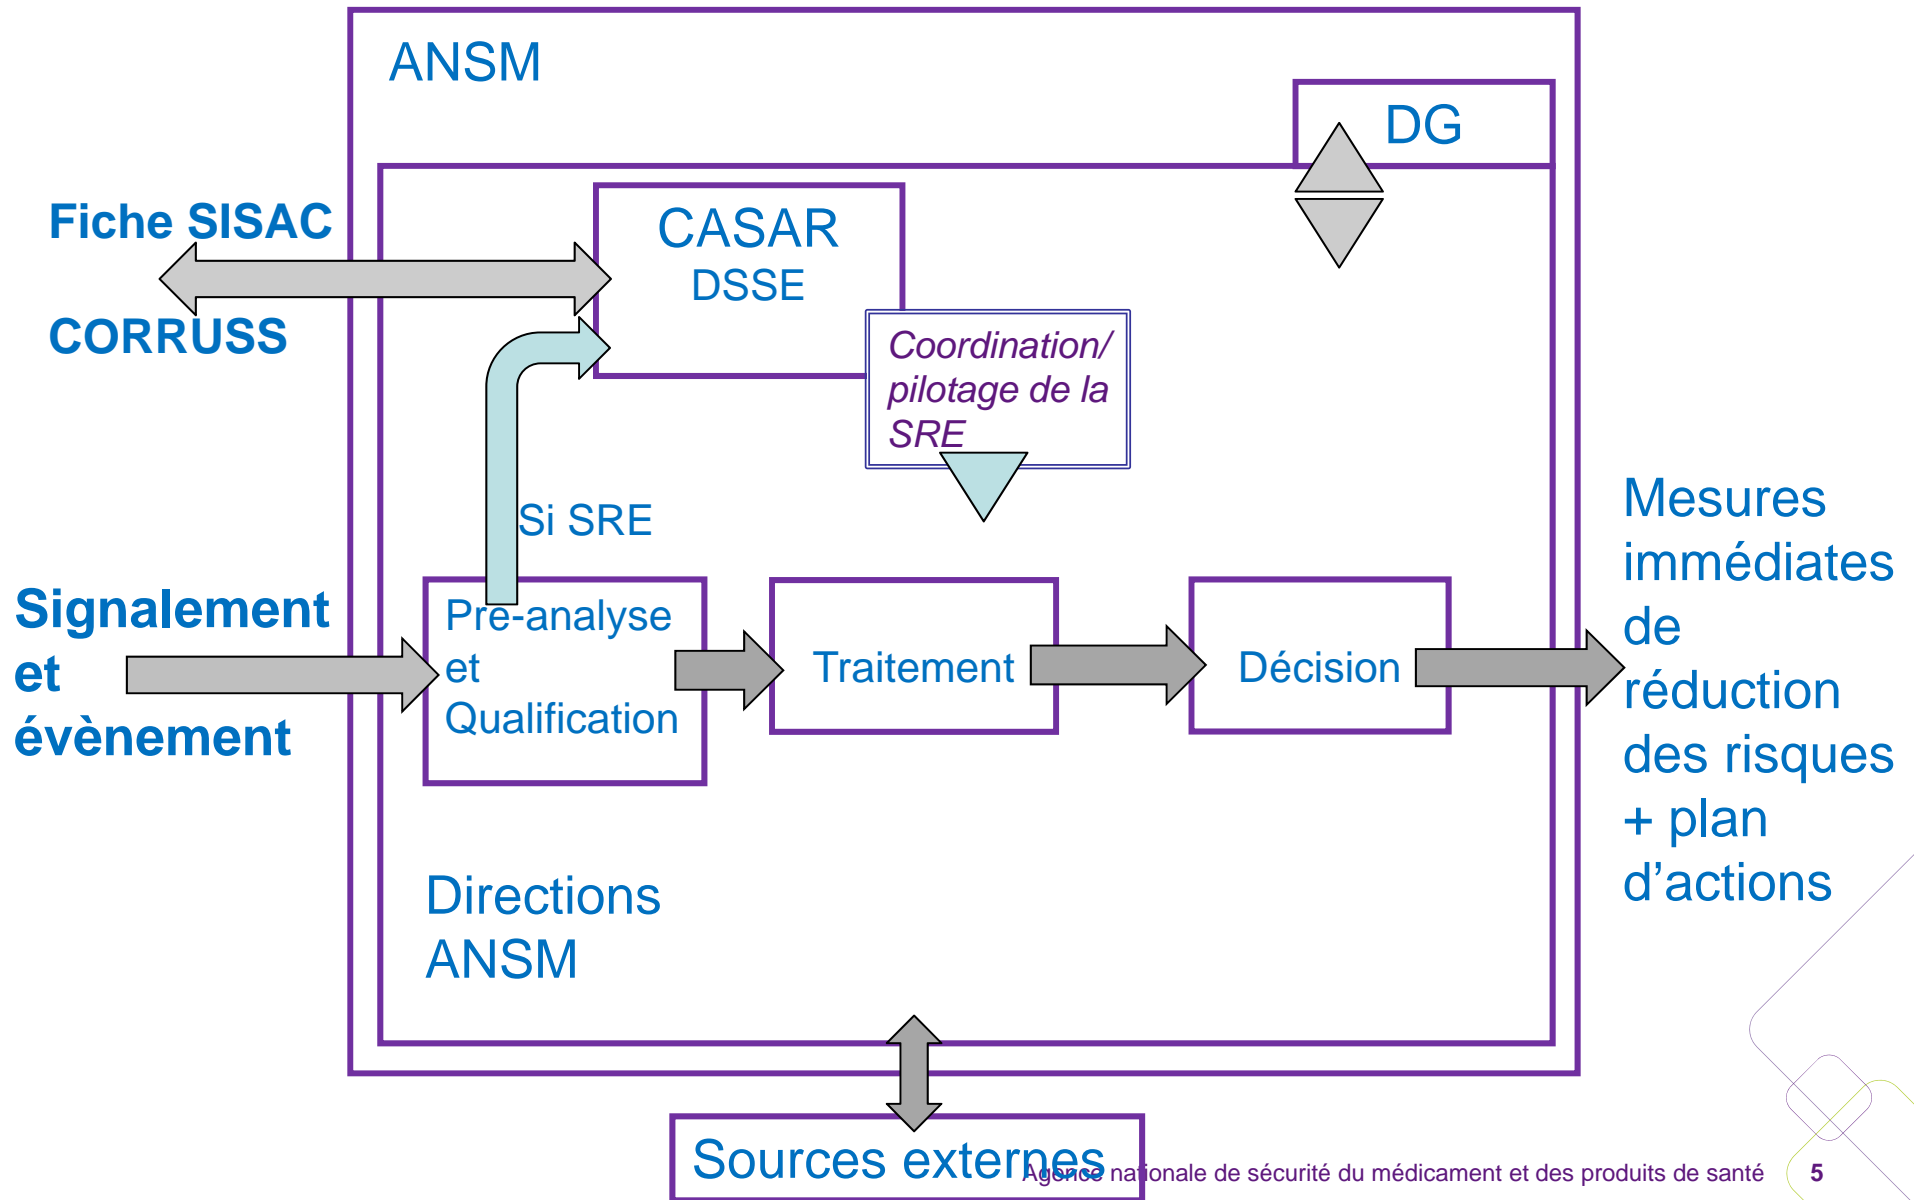 ANSM
DG
Fiche SISAC
CORRUSS
CASAR
DSSE
Coordination/
pilotage de la
SRE
Si SRE
Signalement
et
évènement
Pré-analyse
et
Qualification
Traitement
Décision
Mesures
immédiates
de
réduction
des risques
+ plan
d’actions
Directions
ANSM
Sources externes
Agence nationale de sécurité du médicament et des produits de santé 5